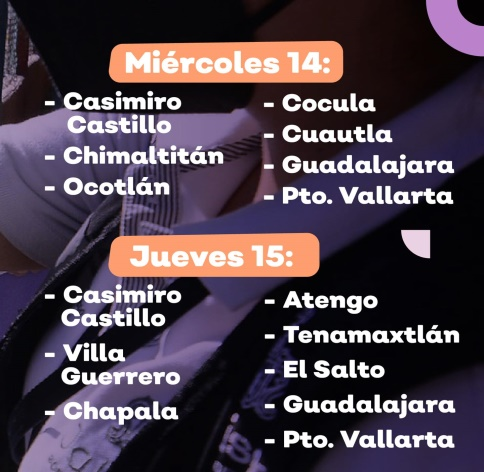 Miércoles 14:
- Casimiro
Castillo
- Chimaltitán
- Ocotlán
- Cocula
- Cuautla
- Guadalajara
- Pto. Vallarta
Jueves 15:
- Casimiro
Castillo
- Villa
Guerrero
- Chapala
- Atengo
- Tenamaxtlán
- El Salto
- Guadalajara
- Pto. Vallarta